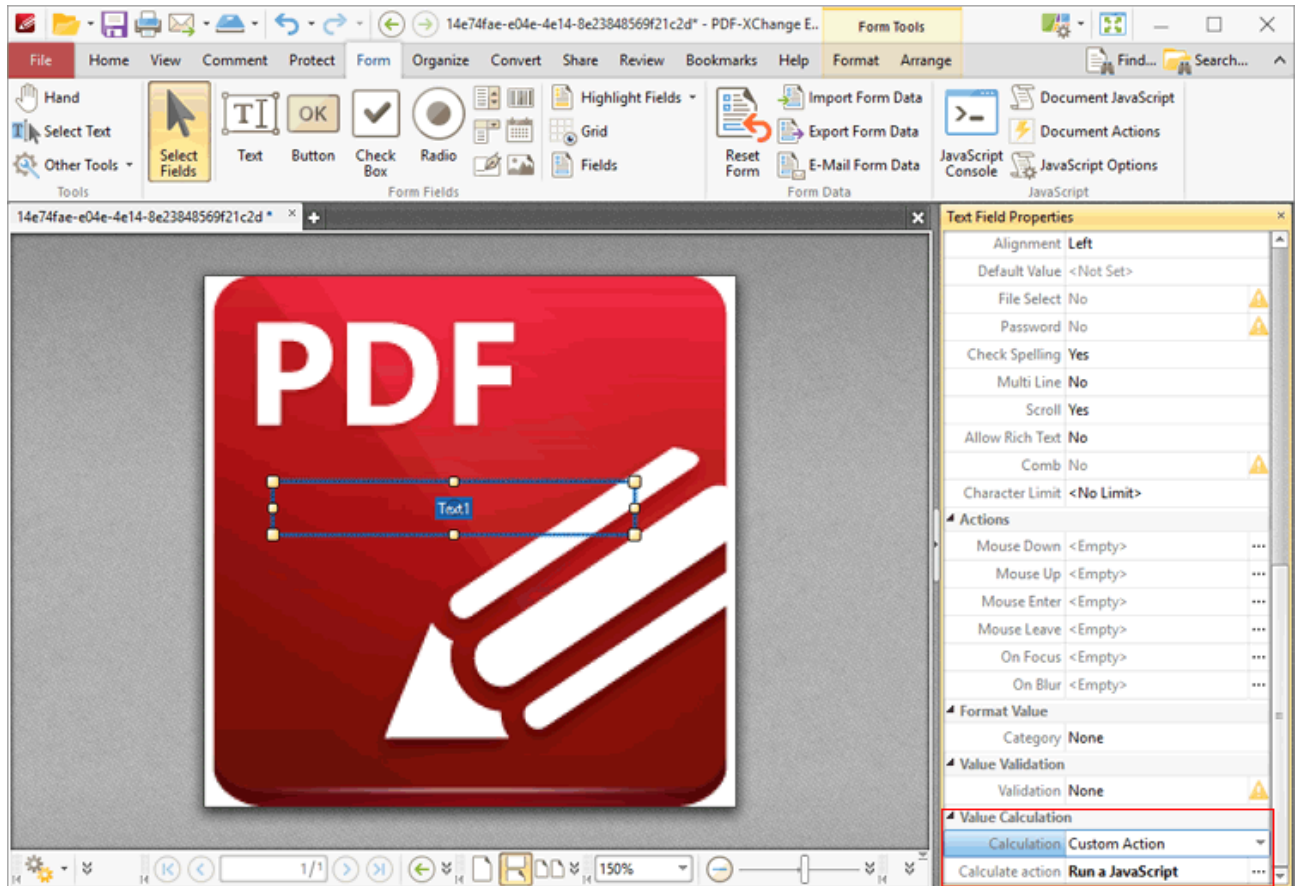 14e74fae-e04e-4e14-8e23848569f21c2d* - PDF-XChange E..
Form Tools
File Home View Comment Protect Form Organize Convert Share Review Bookmarks Help Format Arrange
Find... Search...
Hand
Select Text
Other Tools
Tools
Select Fields
Text
OK
Button
Check Box
Radio
Highlight Fields
Grid
Fields
Form Fields
Reset Form
Import Form Data
Export Form Data
E-Mail Form Data
Form Data
JavaScript Console
Document JavaScript
Document Actions
JavaScript Options
JavaScript
14e74fae-e04e-4e14-8e23848569f21c2d *
PDF
Text1
Text Field Properties
Alignment Left
Default Value <Not Set>
File Select No
Password No
Check Spelling Yes
Multi Line No
Scroll Yes
Allow Rich Text No
Comb No
Character Limit <No Limit>
Actions
Mouse Down <Empty> ...
Mouse Up <Empty> ...
Mouse Enter <Empty> ...
Mouse Leave <Empty> ...
On Focus <Empty> ...
On Blur <Empty> ...
Format Value
Category None
Value Validation
Validation None
Value Calculation
Calculation Custom Action
Calculate action Run a JavaScript ...
1/1
150%